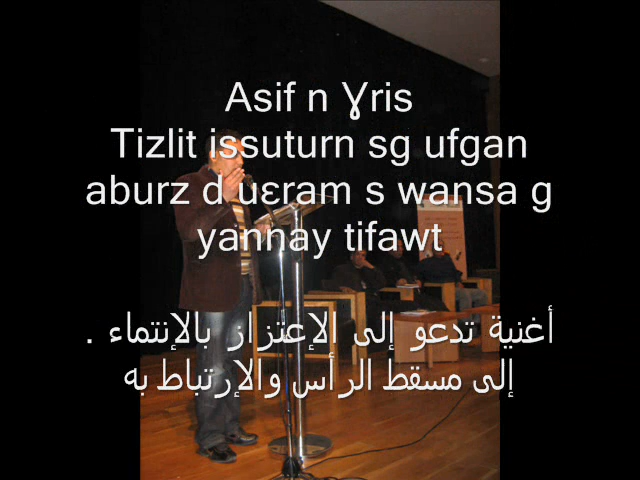 Asif n Ɣris
Tizlit issuturn sg ufgan
aburz d uɛram s wansa g
yannay tifawt
أغنية تدعو إلى الإعتزاز بالإنتماء .
إلى مسقط الرأس والإرتباط به